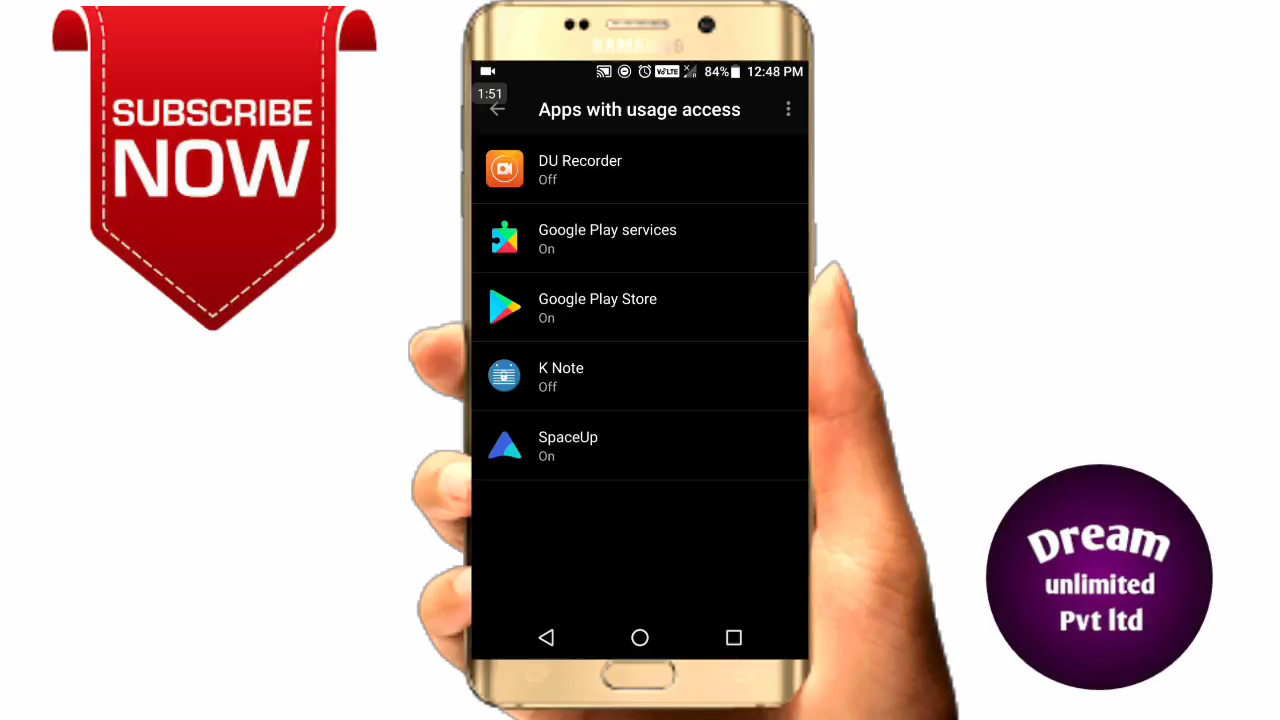 SUBSCRIBE
NOW
SAMSUNG
84% 12:48 PM
1:51
Apps with usage access
DU Recorder
Off
Google Play services
On
Google Play Store
On
K Note
Off
SpaceUp
On
Dream
unlimited
Pvt ltd